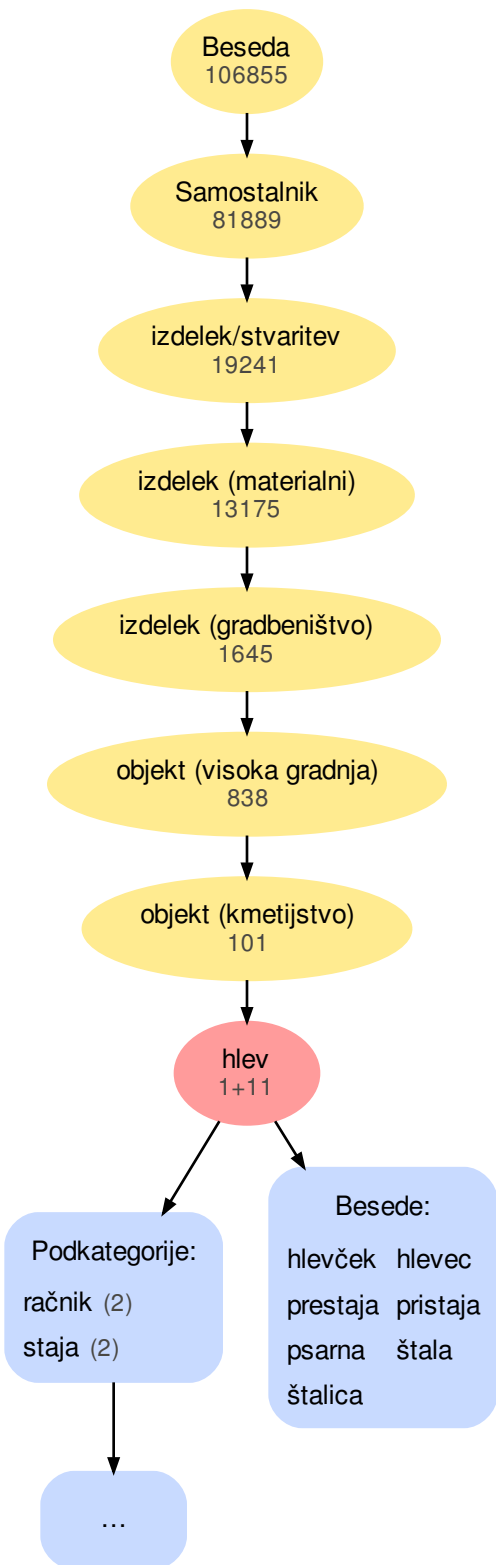 Beseda
106855
Samostalnik
81889
izdelek/stvaritev
19241
izdelek (materialni)
13175
izdelek (gradbeništvo)
1645
objekt (visoka gradnja)
838
objekt (kmetijstvo)
101
hlev
1+11
Podkategorije:
račnik (2)
staja (2)
Besede:
hlevček hlevec
prestaja pristaja
psarna štala
štalica
...